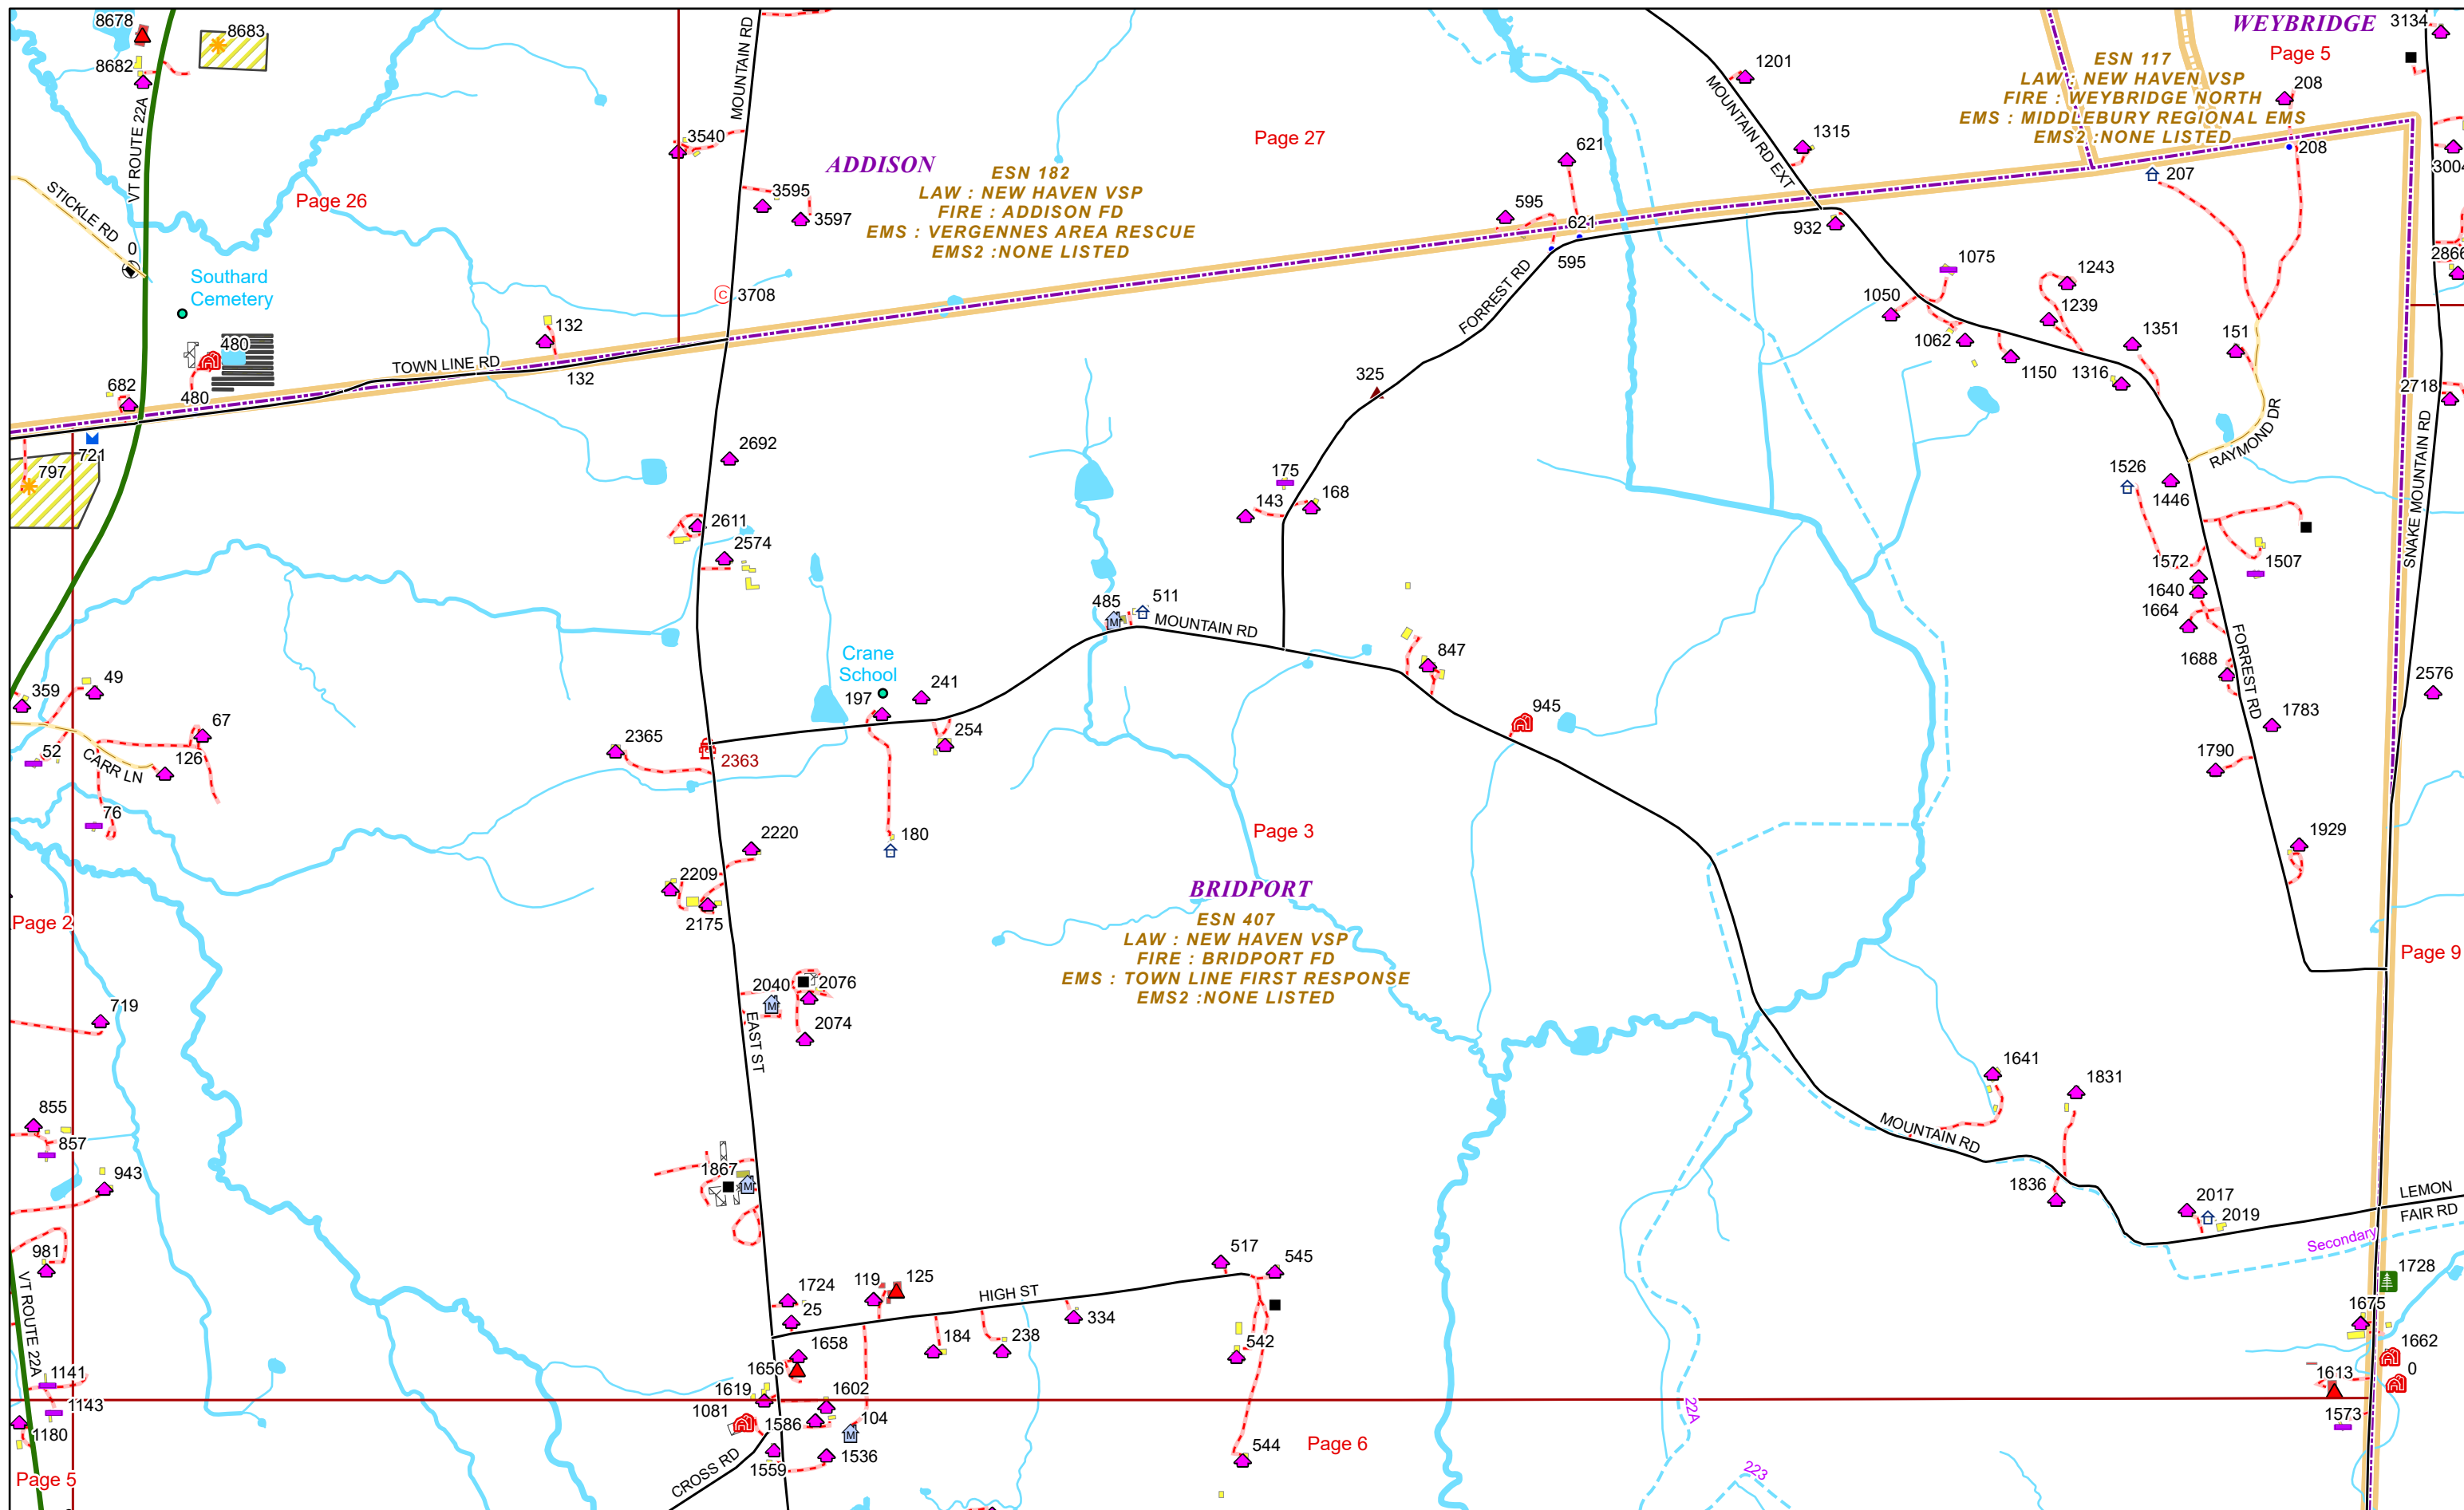 8678
8683
8682
VT ROUTE 22A
STICKLE RD
0
Page 26
Southard
Cemetery
480
682
480
TOWN LINE RD
132
132
721
797
MOUNTAIN RD
3540
3595
3597
3708
ADDISON
ESN 182
LAW : NEW HAVEN VSP
FIRE : ADDISON FD
EMS : VERGENNES AREA RESCUE
EMS2 :NONE LISTED
Page 27
1201
MOUNTAIN RD EXT
1315
621
595
621
595
932
FORREST RD
325
WEYBRIDGE
Page 5
ESN 117
LAW : NEW HAVEN VSP
FIRE : WEYBRIDGE NORTH
EMS : MIDDLEBURY REGIONAL EMS
EMS2 :NONE LISTED
208
208
207
3134
3004
2866
2718
1075
1050
1062
1150
1243
1239
1316
1351
151
RAYMOND DR
SNAKE MOUNTAIN RD
1526
1446
1507
1572
1640
1664
1688
FORREST RD
1783
1790
1929
2576
Page 9
2692
2611
2574
175
143
168
485
511
MOUNTAIN RD
847
945
Crane
School
197
241
254
2365
2363
180
2220
2209
2175
359
49
67
52
126
CARR LN
76
Page 2
Page 3
BRIDPORT
ESN 407
LAW : NEW HAVEN VSP
FIRE : BRIDPORT FD
EMS : TOWN LINE FIRST RESPONSE
EMS2 :NONE LISTED
2040
2076
2074
EAST ST
719
855
857
943
981
VT ROUTE 22A
1141
1143
1180
Page 5
1867
1724
25
119
125
HIGH ST
517
545
1658
1656
184
238
334
542
1619
1602
1081
1586
104
1559
1536
CROSS RD
544
Page 6
1641
1831
MOUNTAIN RD
1836
2017
2019
LEMON
FAIR RD
Secondary
1728
1675
1662
0
1613
1573
22A
223
M
M
M
M
C